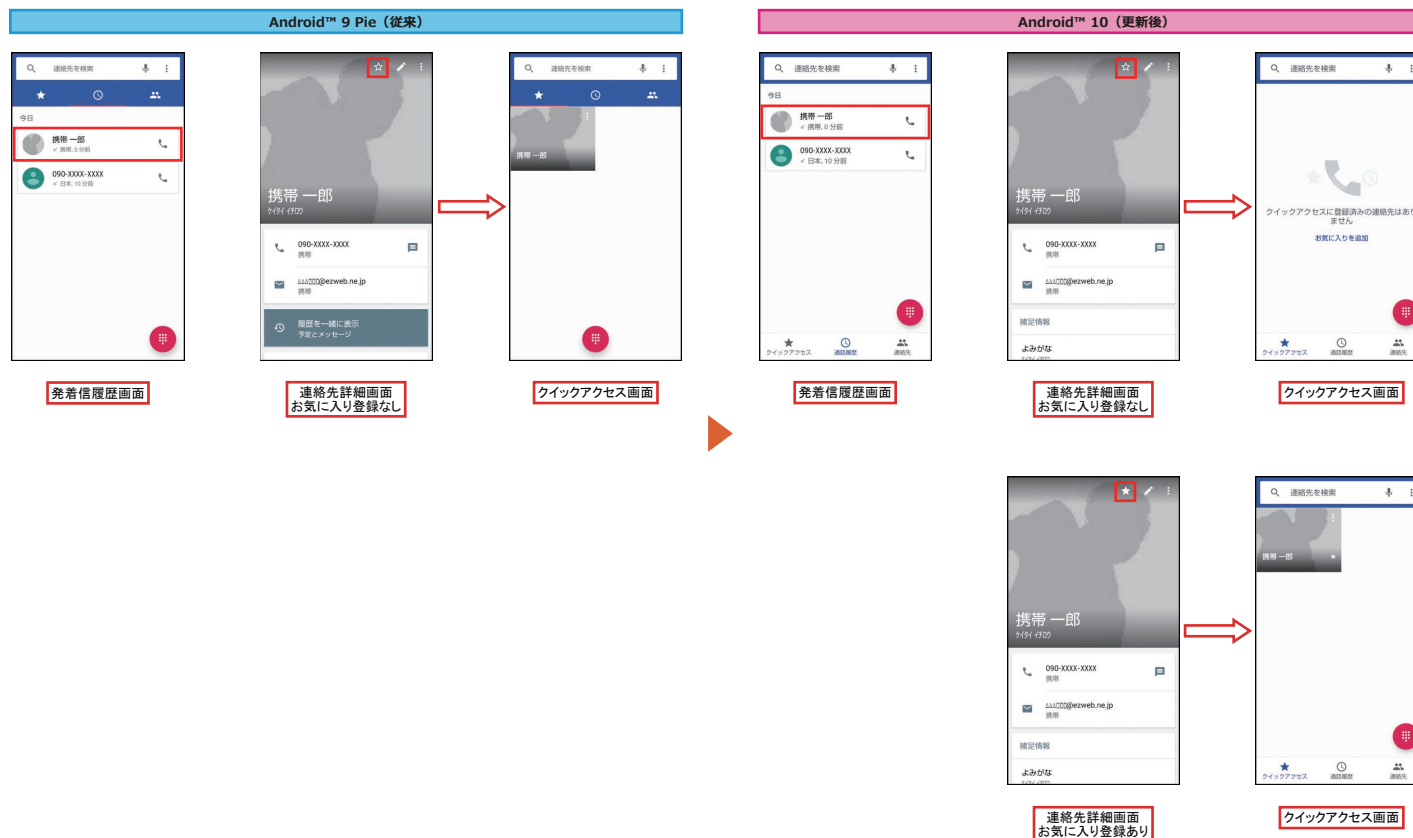 Android™ 9 Pie（従来）
連絡先を検索
今日
携帯 一郎
携帯, 0 分前
090-XXXX-XXXX
日本, 10 分前
発着信履歴画面
携帯 一郎
ケイタイ イチロウ
090-XXXX-XXXX
携帯
△△△□□□@ezweb.ne.jp
携帯
履歴を一緒に表示
予定とメッセージ
連絡先詳細画面
お気に入り登録なし
連絡先を検索
携帯 一郎
クイックアクセス画面
Android™ 10（更新後）
連絡先を検索
今日
携帯 一郎
携帯, 0 分前
090-XXXX-XXXX
日本, 10 分前
クイックアクセス
通話履歴
連絡先
発着信履歴画面
携帯 一郎
ケイタイ イチロウ
090-XXXX-XXXX
携帯
△△△□□□@ezweb.ne.jp
携帯
補足情報
よみがな
連絡先詳細画面
お気に入り登録なし
連絡先を検索
クイックアクセスに登録済みの連絡先はあり
ません
お気に入りを追加
クイックアクセス
通話履歴
連絡先
クイックアクセス画面
携帯 一郎
ケイタイ イチロウ
090-XXXX-XXXX
携帯
△△△□□□@ezweb.ne.jp
携帯
補足情報
よみがな
連絡先詳細画面
お気に入り登録あり
連絡先を検索
携帯 一郎
クイックアクセス
通話履歴
連絡先
クイックアクセス画面